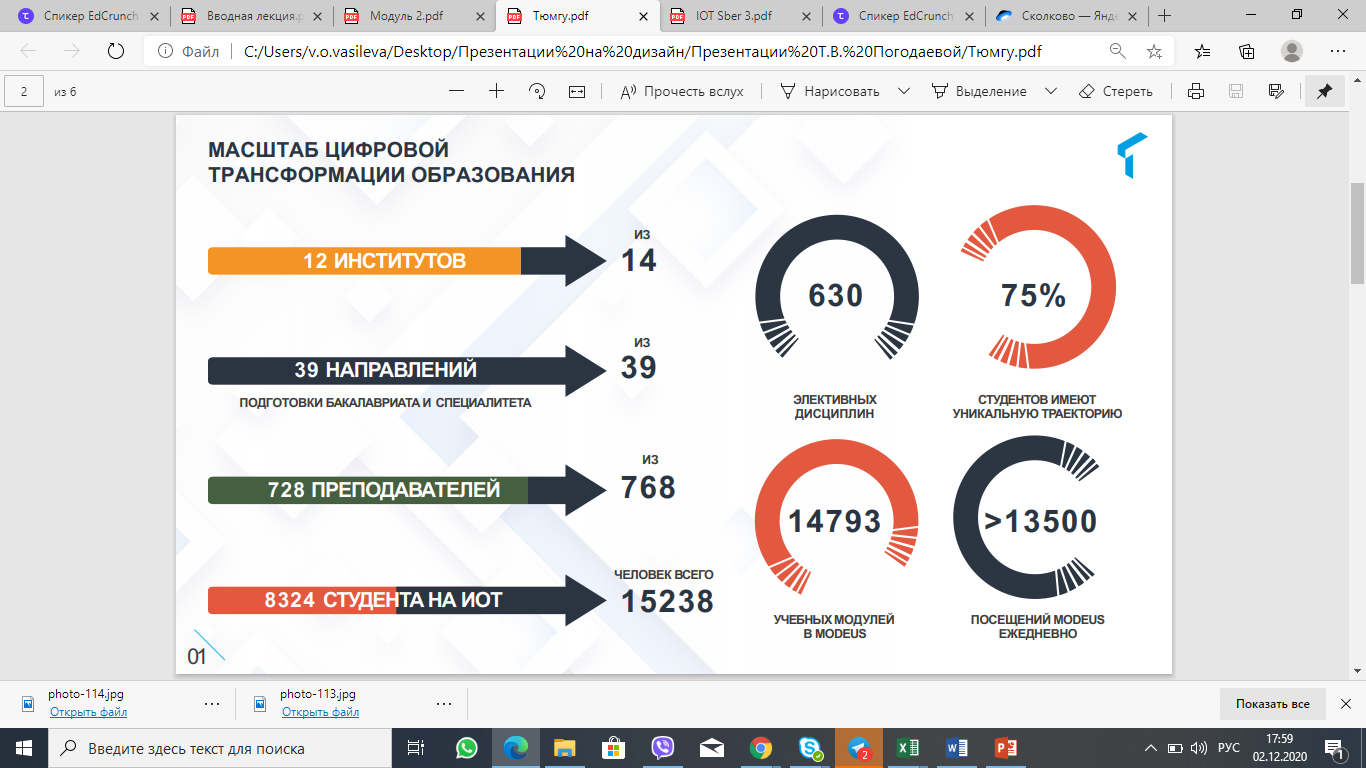 Спикер EdCrunch
Вводная лекция.p
Модуль 2.pdf
Тюмгу.pdf
IOT Sber 3.pdf
Спикер EdCrunch
Сколково — Янде
Файл
C:/Users/v.o.vasileva/Desktop/Презентации%20на%20дизайн/Презентации%20Т.В.%20Погодаевой/Тюмгу.pdf
2 из 6
Прочесть вслух
Нарисовать
Выделение
Стереть
МАСШТАБ ЦИФРОВОЙ
ТРАНСФОРМАЦИИ ОБРАЗОВАНИЯ
12 ИНСТИТУТОВ
ИЗ
14
39 НАПРАВЛЕНИЙ
ПОДГОТОВКИ БАКАЛАВРИАТА И СПЕЦИАЛИТЕТА
ИЗ
39
728 ПРЕПОДАВАТЕЛЕЙ
ИЗ
768
8324 СТУДЕНТА НА ИОТ
ЧЕЛОВЕК ВСЕГО
15238
630
ЭЛЕКТИВНЫХ
ДИСЦИПЛИН
75%
СТУДЕНТОВ ИМЕЮТ
УНИКАЛЬНУЮ ТРАЕКТОРИЮ
14793
УЧЕБНЫХ МОДУЛЕЙ
В MODEUS
>13500
ПОСЕЩЕНИЙ MODEUS
ЕЖЕДНЕВНО
01
photo-114.jpg
Открыть файл
photo-113.jpg
Открыть файл
Показать все
Введите здесь текст для поиска
2
РУС
17:59
02.12.2020
1